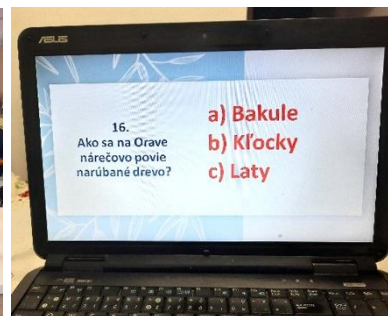 ASUS
16.
Ako sa na Orave
nárečovo povie
narúbané drevo?
a) Bakule
b) Kľocky
c) Laty